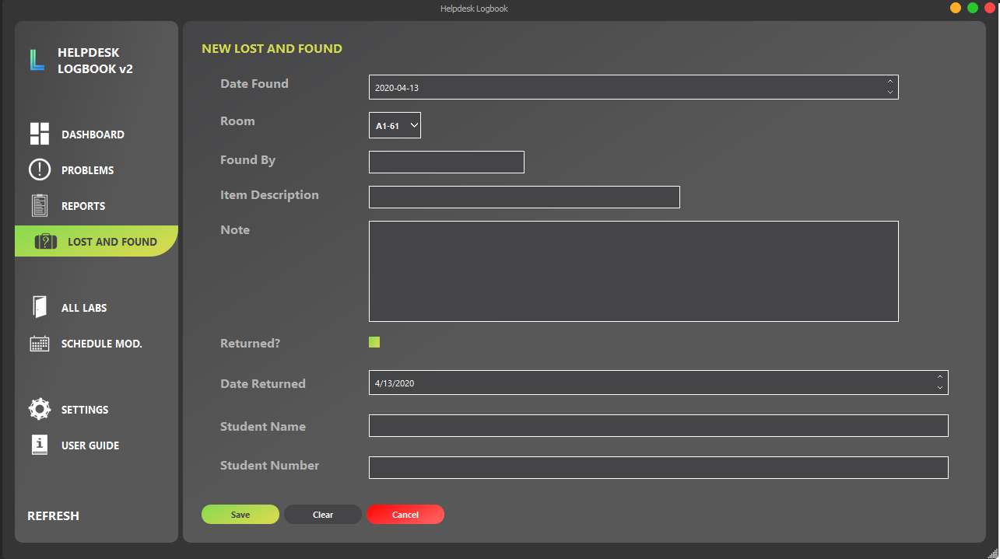 Helpdesk Logbook
HELPDESK
LOGBOOK v2
DASHBOARD
PROBLEMS
REPORTS
LOST AND FOUND
ALL LABS
SCHEDULE MOD.
SETTINGS
USER GUIDE
REFRESH
NEW LOST AND FOUND
Date Found
2020-04-13
Room
A1-61
Found By
Item Description
Note
Returned?
Date Returned
4/13/2020
Student Name
Student Number
Save
Clear
Cancel